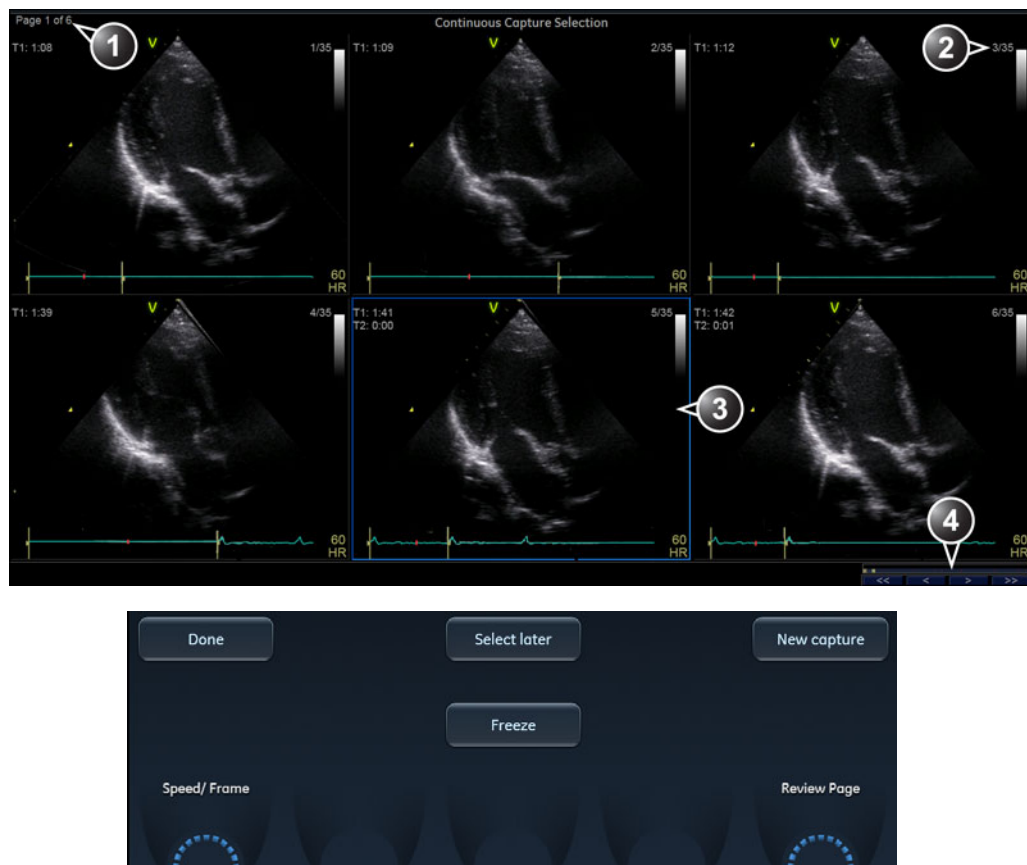 Page 1 of 6
Continuous Capture Selection
1
2
T1: 1:08
V
1/35
T1: 1:09
V
2/35
T1: 1:12
V
3/35
60
HR
60
HR
60
HR
T1: 1:39
V
4/35
T1: 1:41
T2: 0:00
V
5/35
T1: 1:42
T2: 0:01
V
6/35
3
4
60
HR
60
HR
60
HR
<< < > >>
Done
Select later
New capture
Freeze
Speed/ Frame
Review Page